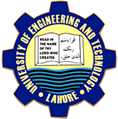 UNIVERSITY OF ENGINEERING AND TECHNOLOGY
READ IN
THE NAME
OF THY
LORD WHO
CREATES
LAHORE